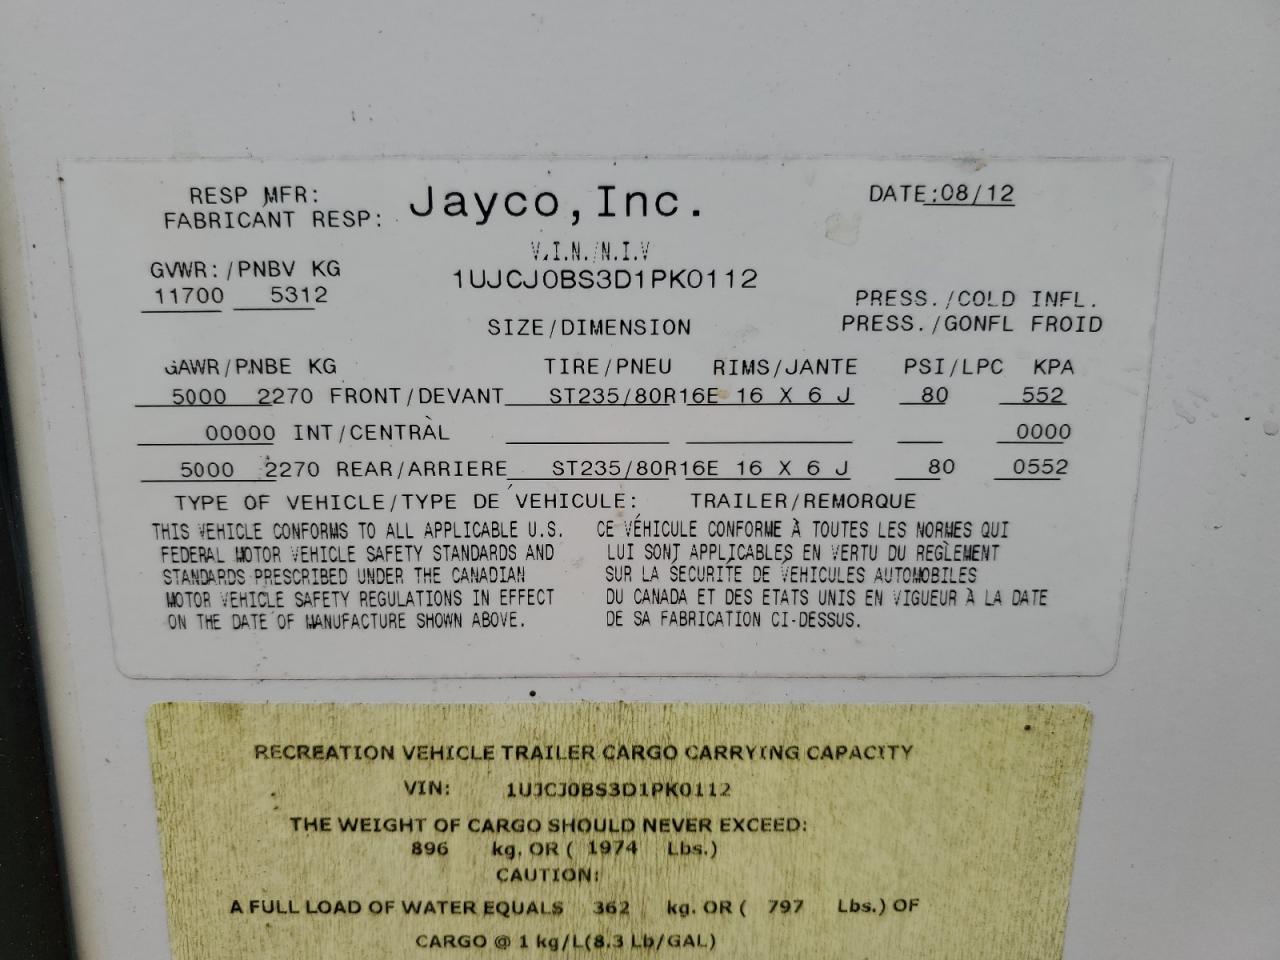 RESP MFR: Jayco, Inc. DATE:08/12
FABRICANT RESP:
V.I.N./N.I.V
GVWR:/PNBV KG 1UJCJ0BS3D1PK0112
11700 5312 PRESS./COLD INFL.
SIZE/DIMENSION PRESS./GONFL FROID
GAWR/PNBE KG TIRE/PNEU RIMS/JANTE PSI/LPC KPA
5000 2270 FRONT/DEVANT ST235/80R16E 16 X 6 J 80 552
00000 INT/CENTRÀL 0000
5000 2270 REAR/ARRIERE ST235/80R16E 16 X 6 J 80 0552
TYPE OF VEHICLE/TYPE DE VEHICULE: TRAILER/REMORQUE
THIS VEHICLE CONFORMS TO ALL APPLICABLE U.S.
FEDERAL MOTOR VEHICLE SAFETY STANDARDS AND
STANDARDS PRESCRIBED UNDER THE CANADIAN
MOTOR VEHICLE SAFETY REGULATIONS IN EFFECT
ON THE DATE OF MANUFACTURE SHOWN ABOVE.
CE VÉHICULE CONFORME À TOUTES LES NORMES QUI
LUI SONT APPLICABLES EN VERTU DU REGLEMENT
SUR LA SECURITE DE VEHICULES AUTOMOBILES
DU CANADA ET DES ETATS UNIS EN VIGUEUR À LA DATE
DE SA FABRICATION CI-DESSUS.
RECREATION VEHICLE TRAILER CARGO CARRYING CAPACITY
VIN: 1UJCJ0BS3D1PK0112
THE WEIGHT OF CARGO SHOULD NEVER EXCEED:
896 kg. OR ( 1974 Lbs.)
CAUTION:
A FULL LOAD OF WATER EQUALS 362 kg. OR ( 797 Lbs.) OF
CARGO @ 1 kg/L(8.3 Lb/GAL)